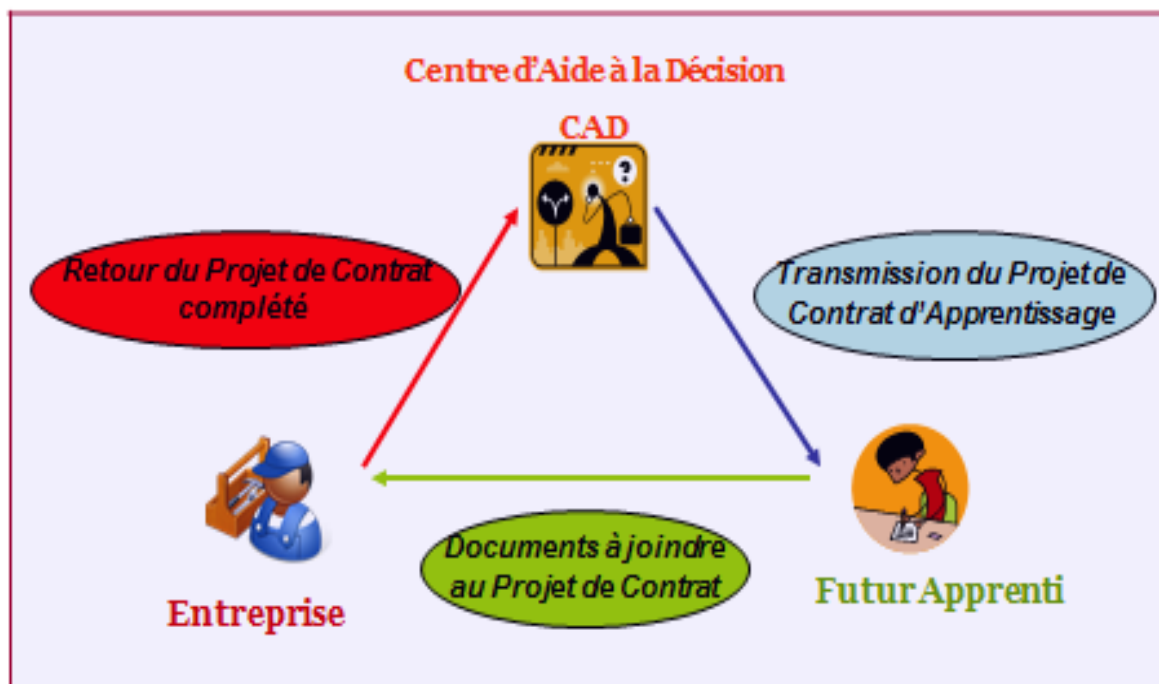 Centre d'Aide à la Décision
CAD
?
Retour du Projet de Contrat
complété
Transmission du Projet de
Contrat d'Apprentissage
Documents à joindre
au Projet de Contrat
Entreprise
Futur Apprenti